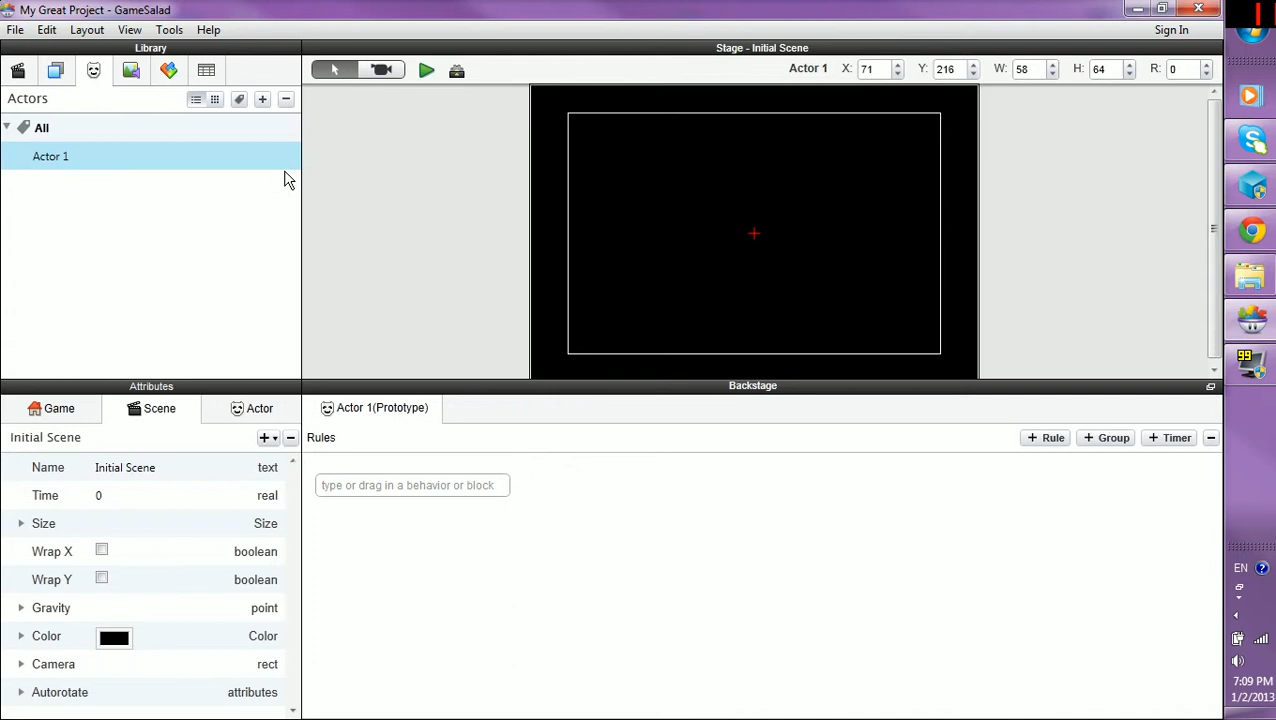 My Great Project - GameSalad
File Edit Layout View Tools Help Sign In
Library
Stage - Initial Scene
Actor 1 X: 71 Y: 216 W: 58 H: 64 R: 0
Actors
All
Actor 1
Attributes
Backstage
Game Scene Actor
Actor 1(Prototype)
Initial Scene
Rules
+ Rule + Group + Timer
Name Initial Scene text
type or drag in a behavior or block
Time 0 real
Size Size
Wrap X boolean
Wrap Y boolean
Gravity point
Color Color
Camera rect
Autorotate attributes
99
EN
7:09 PM
1/2/2013